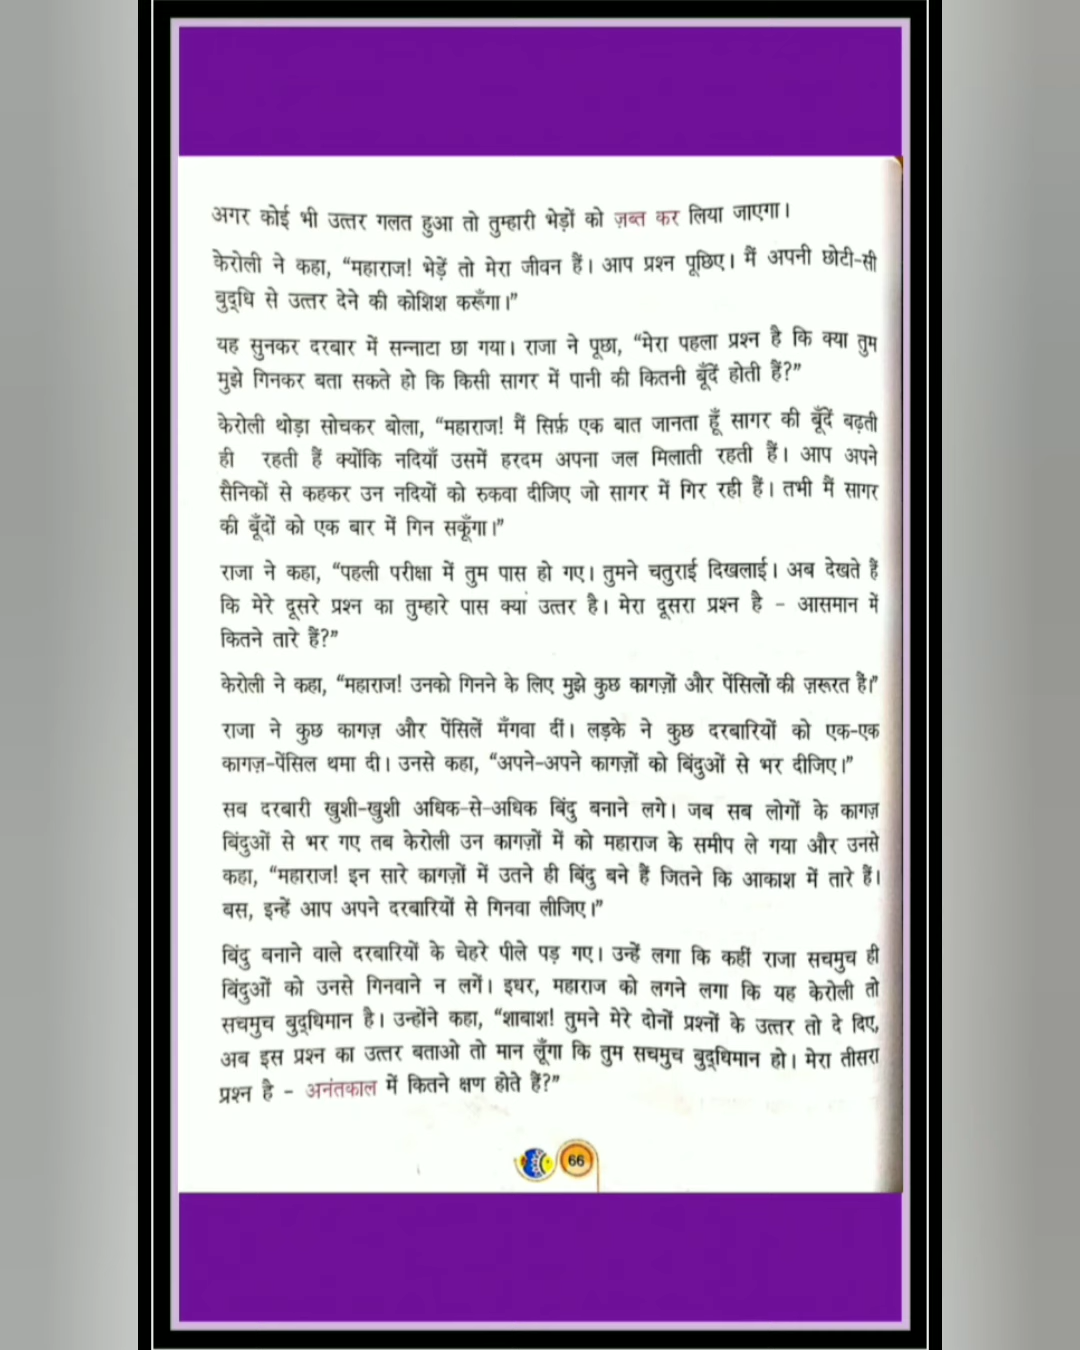 अगर कोई भी उत्तर गलत हुआ तो तुम्हारी भेड़ों को ज़ब्त कर लिया जाएगा।
केरोली ने कहा, “महाराज! भेड़ें तो मेरा जीवन हैं। आप प्रश्न पूछिए। मैं अपनी छोटी-सी
बुद्धि से उत्तर देने की कोशिश करूँगा।”
यह सुनकर दरबार में सन्नाटा छा गया। राजा ने पूछा, “मेरा पहला प्रश्न है कि क्या तुम
मुझे गिनकर बता सकते हो कि किसी सागर में पानी की कितनी बूँदें होती हैं?”
केरोली थोड़ा सोचकर बोला, “महाराज! मैं सिर्फ़ एक बात जानता हूँ सागर की बूँदें बढ़ती
ही रहती हैं क्योंकि नदियाँ उसमें हरदम अपना जल मिलाती रहती हैं। आप अपने
सैनिकों से कहकर उन नदियों को रुकवा दीजिए जो सागर में गिर रही हैं। तभी मैं सागर
की बूँदों को एक बार में गिन सकूँगा।”
राजा ने कहा, “पहली परीक्षा में तुम पास हो गए। तुमने चतुराई दिखलाई। अब देखते हैं
कि मेरे दूसरे प्रश्न का तुम्हारे पास क्या उत्तर है। मेरा दूसरा प्रश्न है – आसमान में
कितने तारे हैं?”
केरोली ने कहा, “महाराज! उनको गिनने के लिए मुझे कुछ कागज़ों और पेंसिलों की ज़रूरत है।”
राजा ने कुछ कागज़ और पेंसिलें मँगवा दीं। लड़के ने कुछ दरबारियों को एक-एक
कागज़-पेंसिल थमा दी। उनसे कहा, “अपने-अपने कागज़ों को बिंदुओं से भर दीजिए।”
सब दरबारी खुशी-खुशी अधिक-से-अधिक बिंदु बनाने लगे। जब सब लोगों के कागज़
बिंदुओं से भर गए तब केरोली उन कागज़ों में को महाराज के समीप ले गया और उनसे
कहा, “महाराज! इन सारे कागज़ों में उतने ही बिंदु बने हैं जितने कि आकाश में तारे हैं।
बस, इन्हें आप अपने दरबारियों से गिनवा लीजिए।”
बिंदु बनाने वाले दरबारियों के चेहरे पीले पड़ गए। उन्हें लगा कि कहीं राजा सचमुच ही
बिंदुओं को उनसे गिनवाने न लगें। इधर, महाराज को लगने लगा कि यह केरोली तो
सचमुच बुद्धिमान है। उन्होंने कहा, “शाबाश! तुमने मेरे दोनों प्रश्नों के उत्तर तो दे दिए,
अब इस प्रश्न का उत्तर बताओ तो मान लूँगा कि तुम सचमुच बुद्धिमान हो। मेरा तीसरा
प्रश्न है – अनंतकाल में कितने क्षण होते हैं?”
66